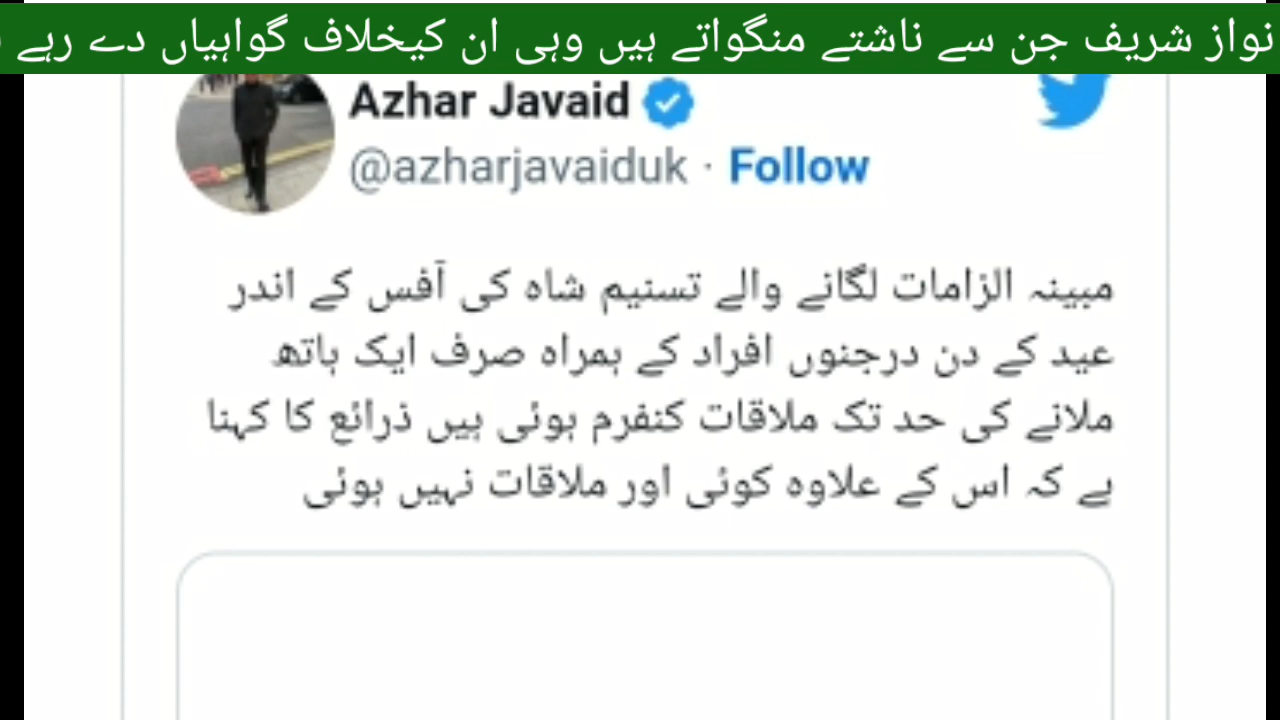 نواز شریف جن سے ناشتے منگواتے ہیں وہی ان کیخلاف گواہیاں دے رہے
Azhar Javaid
@azharjavaiduk · Follow
مبینہ الزامات لگانے والے تسنیم شاہ کی آفس کے اندر
عید کے دن درجنوں افراد کے ہمراہ صرف ایک ہاتھ
ملانے کی حد تک ملاقات کنفرم ہوئی ہیں ذرائع کا کہنا
ہے کہ اس کے علاوہ کوئی اور ملاقات نہیں ہوئی